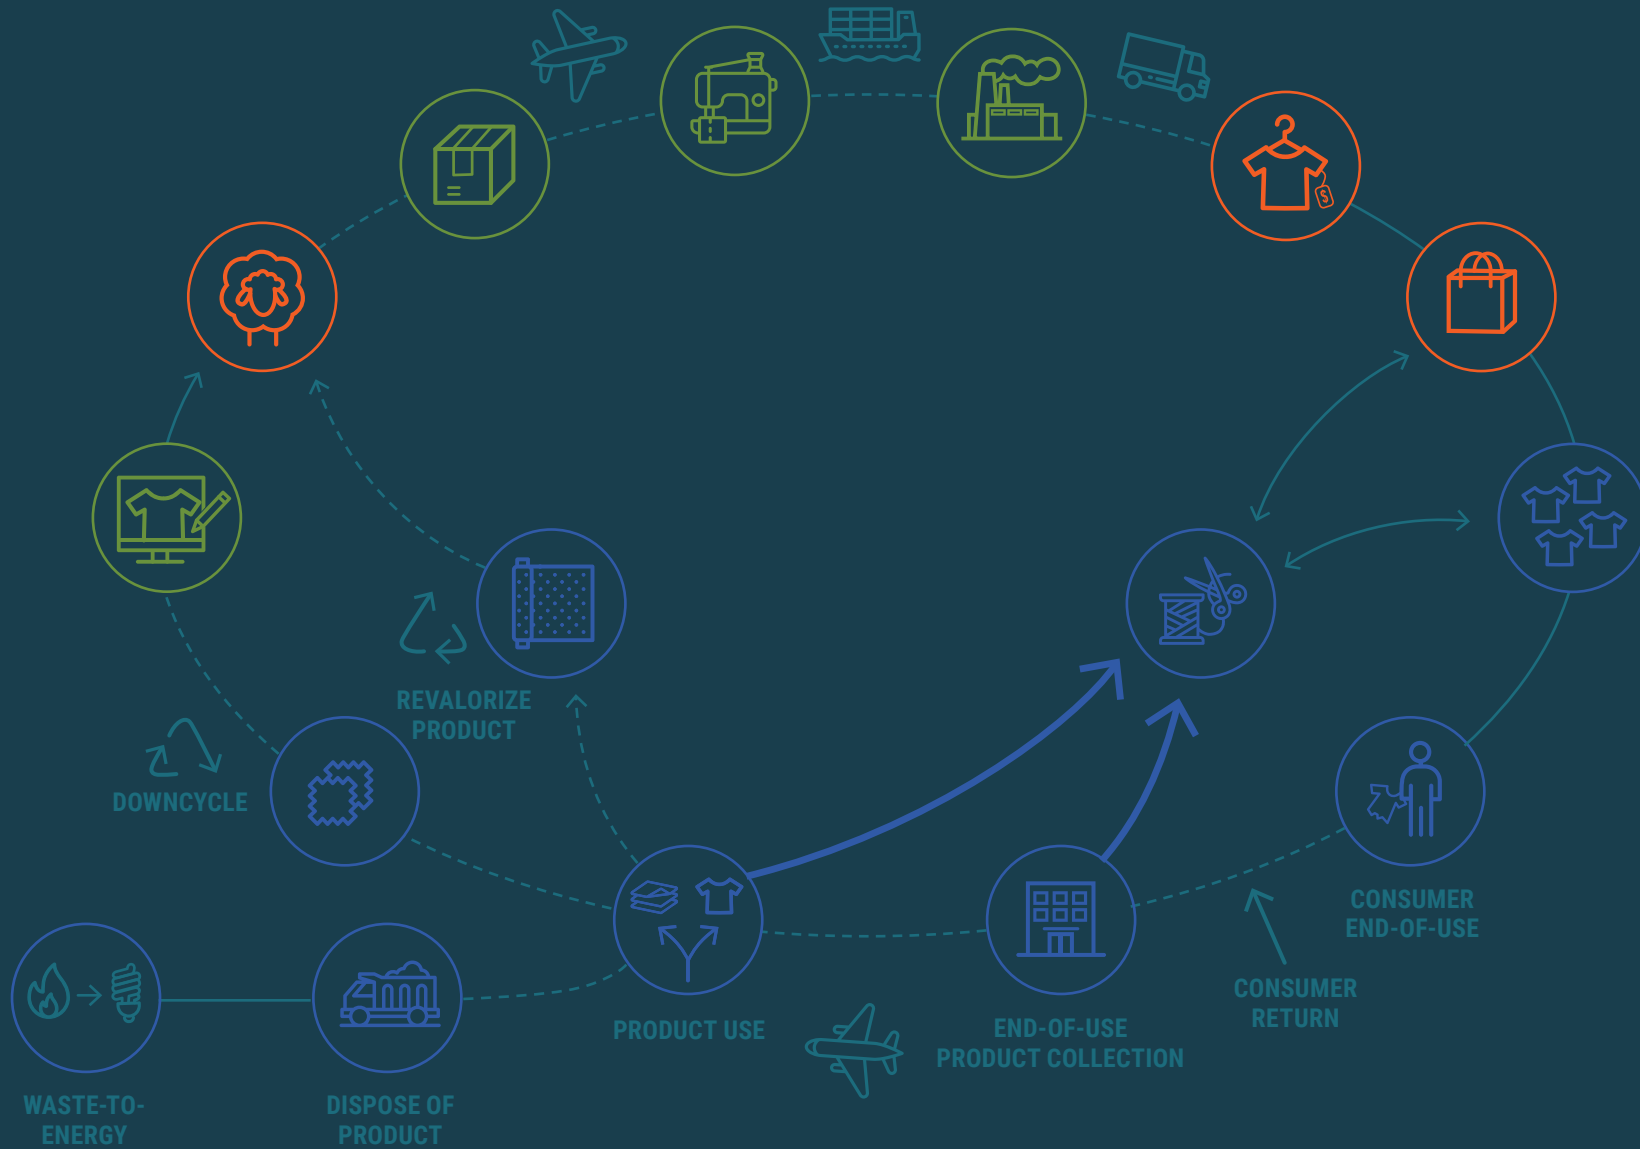 $
REVALORIZE
PRODUCT
DOWNCYCLE
CONSUMER
END-OF-USE
CONSUMER
RETURN
PRODUCT USE
END-OF-USE
PRODUCT COLLECTION
WASTE-TO-
ENERGY
DISPOSE OF
PRODUCT